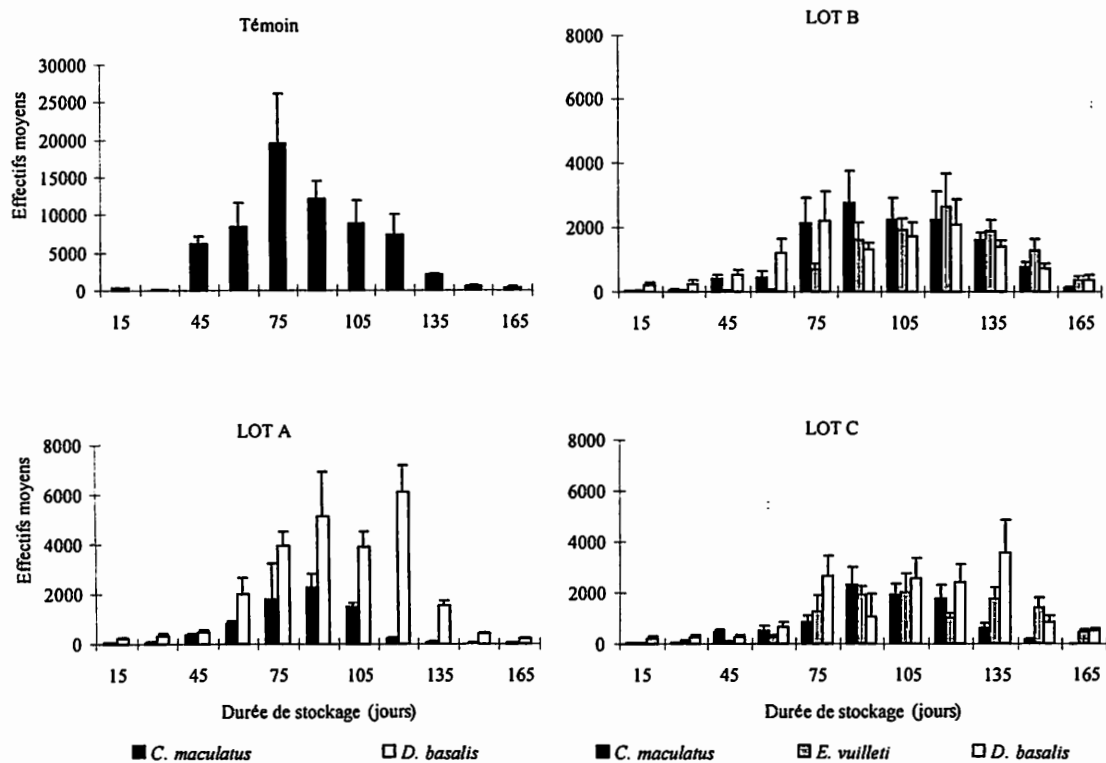 Témoin
Effectifs moyens
30000
25000
20000
15000
10000
5000
0
15 45 75 105 135 165
LOT B
8000
6000
4000
2000
0
15 45 75 105 135 165
LOT A
Effectifs moyens
8000
6000
4000
2000
0
15 45 75 105 135 165
Durée de stockage (jours)
C. maculatus D. basalis
LOT C
8000
6000
4000
2000
0
15 45 75 105 135 165
Durée de stockage (jours)
C. maculatus E. vuilleti D. basalis